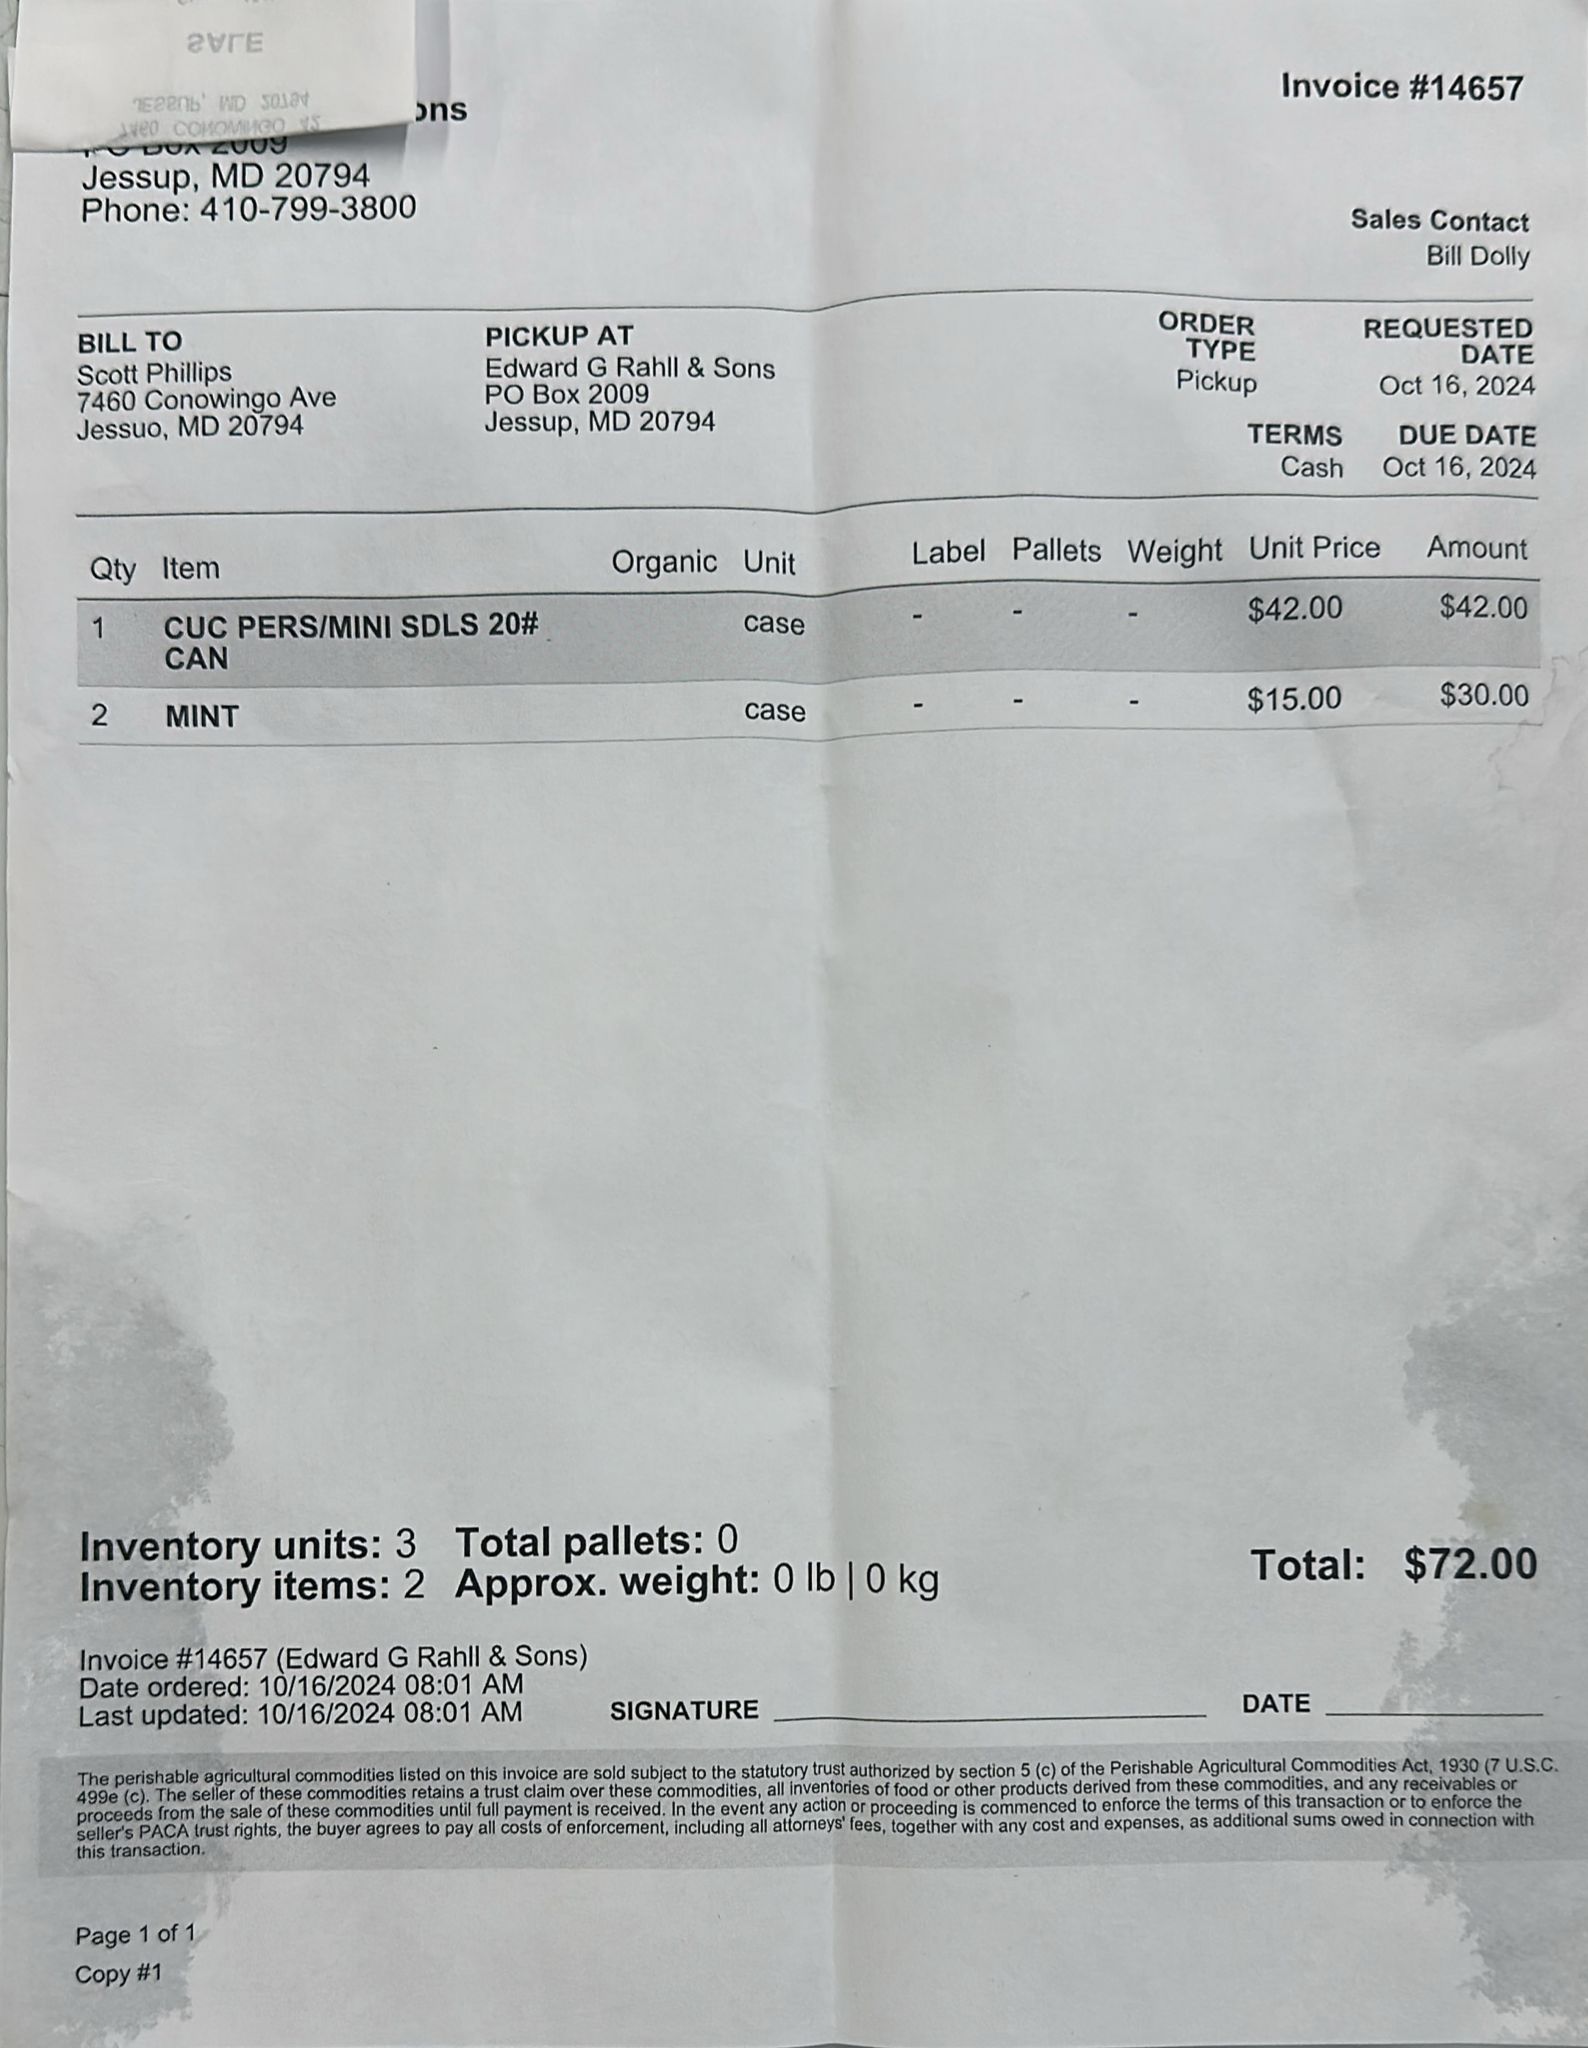 SALE
JESSUP, MD 20794
ons
Invoice #14657
PO Box 2009
Jessup, MD 20794
Phone: 410-799-3800
Sales Contact
Bill Dolly
BILL TO
Scott Phillips
7460 Conowingo Ave
Jessuo, MD 20794
PICKUP AT
Edward G Rahll & Sons
PO Box 2009
Jessup, MD 20794
ORDER TYPE
Pickup
REQUESTED DATE
Oct 16, 2024
TERMS
Cash
DUE DATE
Oct 16, 2024
Qty Item Organic Unit Label Pallets Weight Unit Price Amount
1 CUC PERS/MINI SDLS 20# case - - - $42.00 $42.00
CAN
2 MINT case - - - $15.00 $30.00
Inventory units: 3 Total pallets: 0
Inventory items: 2 Approx. weight: 0 lb | 0 kg
Total: $72.00
Invoice #14657 (Edward G Rahll & Sons)
Date ordered: 10/16/2024 08:01 AM
Last updated: 10/16/2024 08:01 AM
SIGNATURE
DATE
The perishable agricultural commodities listed on this invoice are sold subject to the statutory trust authorized by section 5 (c) of the Perishable Agricultural Commodities Act, 1930 (7 U.S.C.
499e (c). The seller of these commodities retains a trust claim over these commodities, all inventories of food or other products derived from these commodities, and any receivables or
proceeds from the sale of these commodities until full payment is received. In the event any action or proceeding is commenced to enforce the terms of this transaction or to enforce the
seller's PACA trust rights, the buyer agrees to pay all costs of enforcement, including all attorneys' fees, together with any cost and expenses, as additional sums owed in connection with
this transaction.
Page 1 of 1
Copy #1